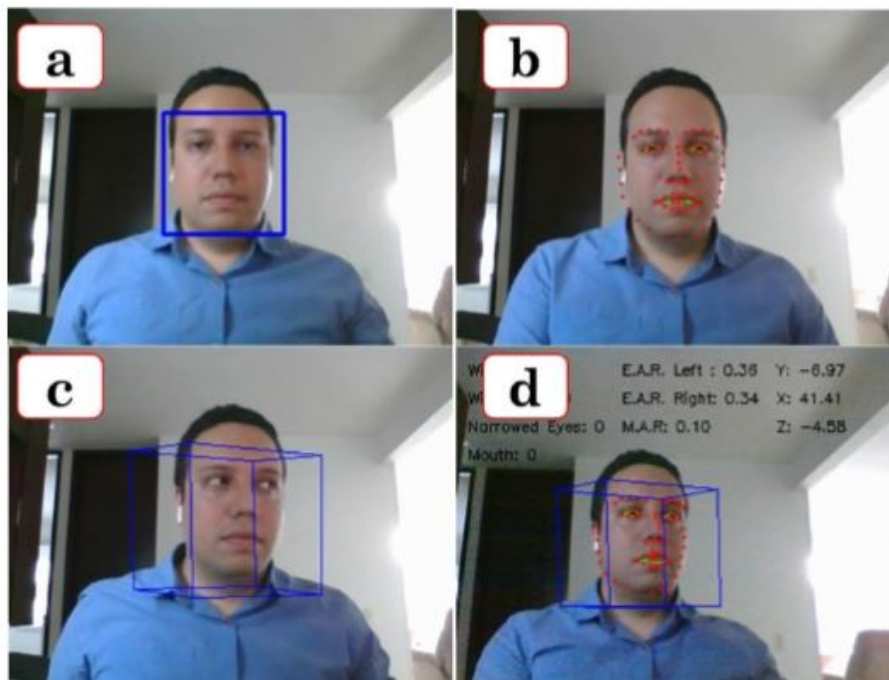 a
b
c
d
E.A.R. Left : 0.36 Y: -6.97
E.A.R. Right: 0.34 X: 41.41
Narrowed Eyes: 0 M.A.R: 0.10 Z: -4.58
Mouth: 0